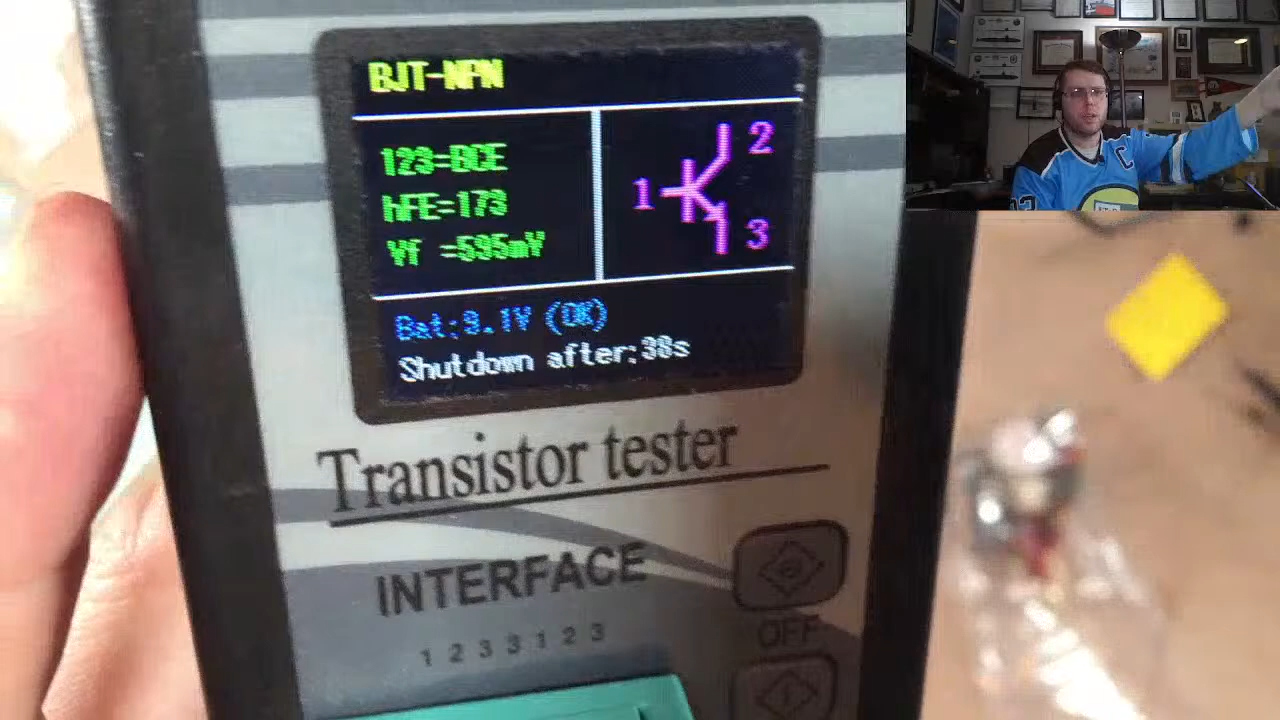 BJT-NPN
123=BCE
hFE=173
Vf =595mV
1
2
3
Bat:9.1V (OK)
Shutdown after:38s
Transistor tester
INTERFACE
1 2 3 3 1 2 3
OFF
C